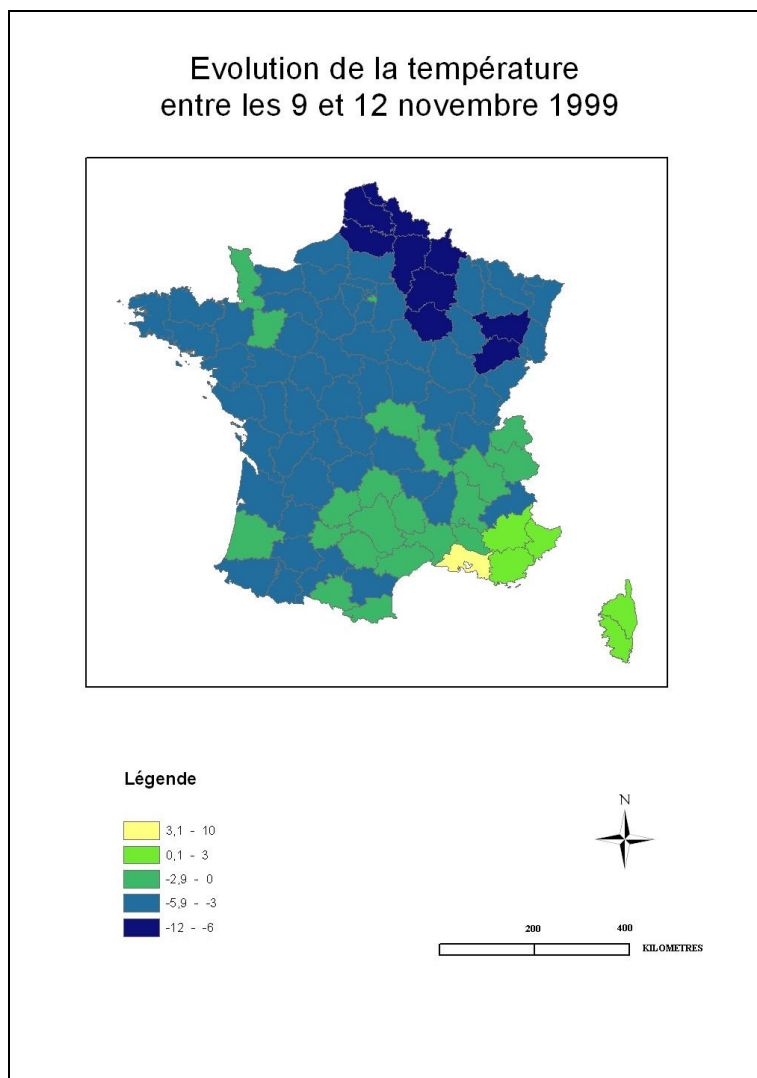 Evolution de la température
entre les 9 et 12 novembre 1999
Légende
3,1 - 10
0,1 - 3
-2,9 - 0
-5,9 - -3
-12 - -6
N
200 400
KILOMETRES